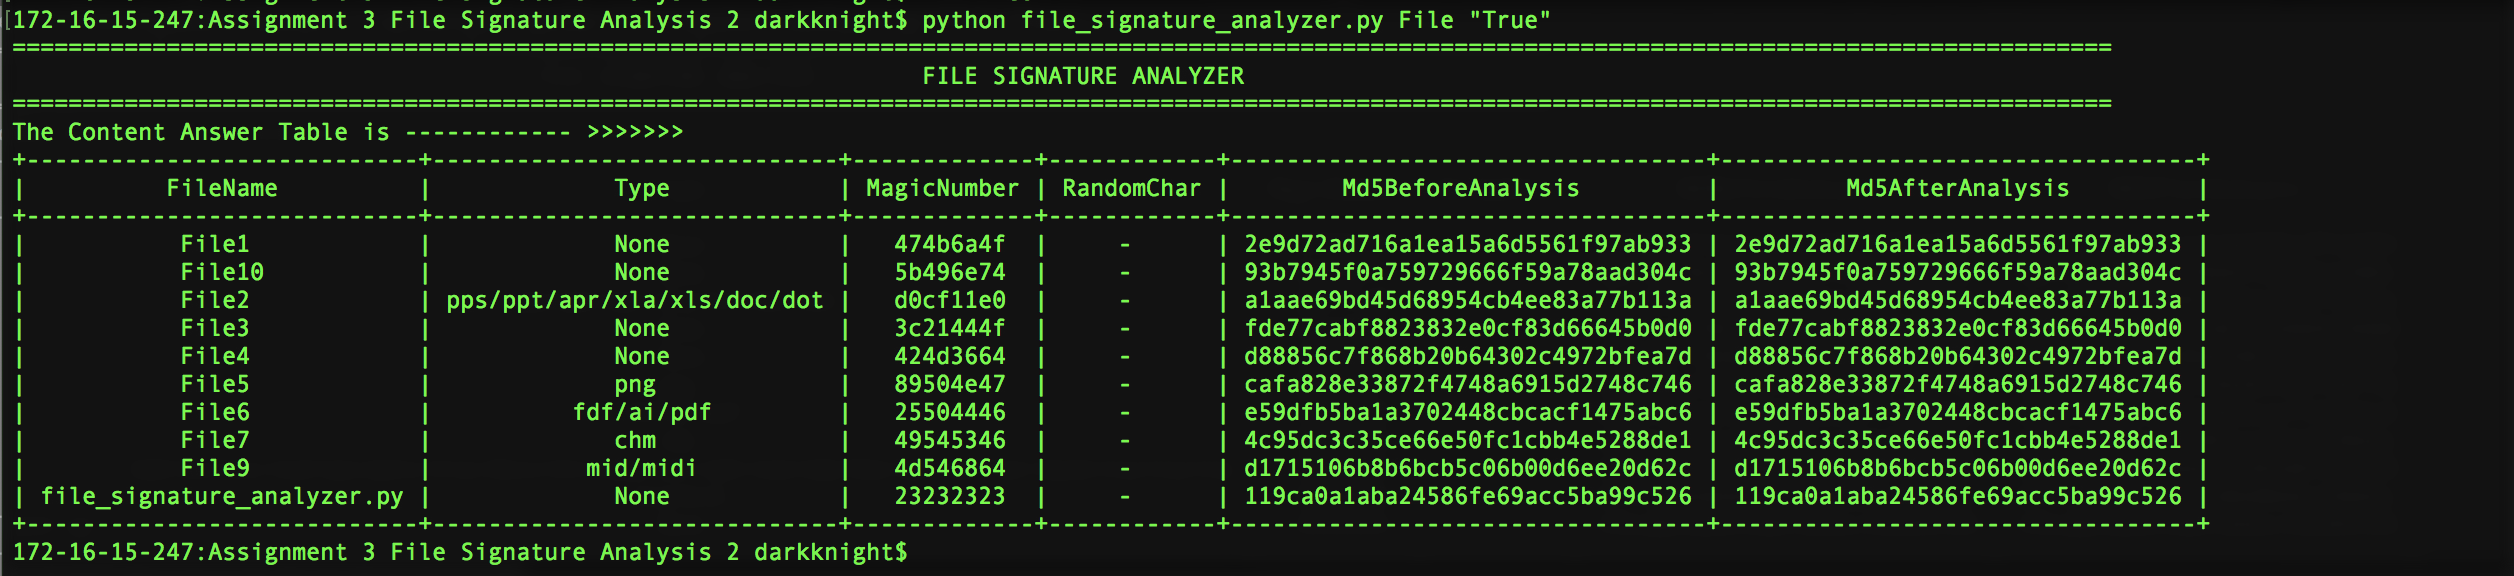 [172-16-15-247:Assignment 3 File Signature Analysis 2 darkknight$ python file_signature_analyzer.py File "True"
======================================================================================================================================================
FILE SIGNATURE ANALYZER
======================================================================================================================================================
The Content Answer Table is ------------ >>>>>>>
+----------------------------+-----------------------------+-------------+------------+----------------------------------+----------------------------------+
| FileName | Type | MagicNumber | RandomChar | Md5BeforeAnalysis | Md5AfterAnalysis |
+----------------------------+-----------------------------+-------------+------------+----------------------------------+----------------------------------+
| File1 | None | 474b6a4f | - | 2e9d72ad716a1ea15a6d5561f97ab933 | 2e9d72ad716a1ea15a6d5561f97ab933 |
| File10 | None | 5b496e74 | - | 93b7945f0a759729666f59a78aad304c | 93b7945f0a759729666f59a78aad304c |
| File2 | pps/ppt/apr/xla/xls/doc/dot | d0cf11e0 | - | a1aae69bd45d68954cb4ee83a77b113a | a1aae69bd45d68954cb4ee83a77b113a |
| File3 | None | 3c21444f | - | fde77cabf8823832e0cf83d66645b0d0 | fde77cabf8823832e0cf83d66645b0d0 |
| File4 | None | 424d3664 | - | d88856c7f868b20b64302c4972bfea7d | d88856c7f868b20b64302c4972bfea7d |
| File5 | png | 89504e47 | - | cafa828e33872f4748a6915d2748c746 | cafa828e33872f4748a6915d2748c746 |
| File6 | fdf/ai/pdf | 25504446 | - | e59dfb5ba1a3702448cbcacf1475abc6 | e59dfb5ba1a3702448cbcacf1475abc6 |
| File7 | chm | 49545346 | - | 4c95dc3c35ce66e50fc1cbb4e5288de1 | 4c95dc3c35ce66e50fc1cbb4e5288de1 |
| File9 | mid/midi | 4d546864 | - | d1715106b8b6bcb5c06b00d6ee20d62c | d1715106b8b6bcb5c06b00d6ee20d62c |
| file_signature_analyzer.py | None | 23232323 | - | 119ca0a1aba24586fe69acc5ba99c526 | 119ca0a1aba24586fe69acc5ba99c526 |
+----------------------------+-----------------------------+-------------+------------+----------------------------------+----------------------------------+
172-16-15-247:Assignment 3 File Signature Analysis 2 darkknight$